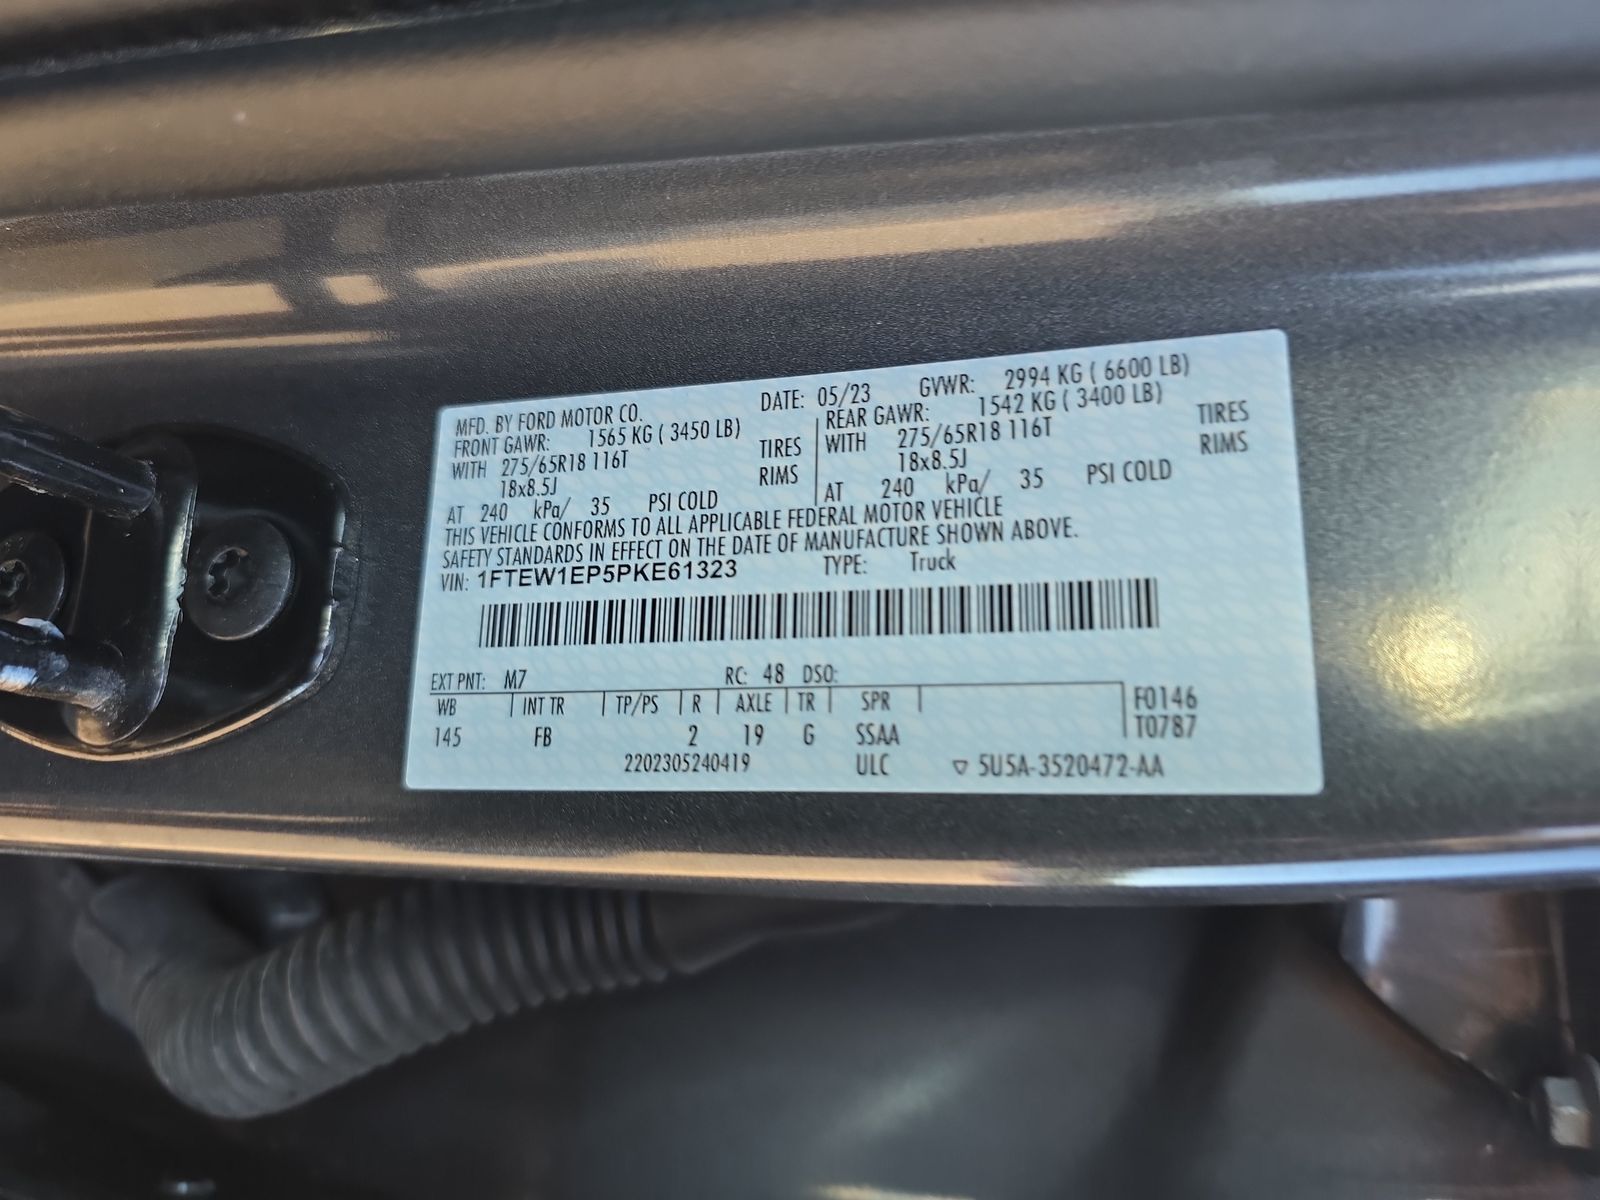 MFD. BY FORD MOTOR CO. DATE: 05/23 GVWR: 2994 KG ( 6600 LB)
FRONT GAWR: 1565 KG ( 3450 LB) REAR GAWR: 1542 KG ( 3400 LB)
WITH 275/65R18 116T TIRES WITH 275/65R18 116T TIRES
18x8.5J RIMS 18x8.5J RIMS
AT 240 kPa/ 35 PSI COLD AT 240 kPa/ 35 PSI COLD
THIS VEHICLE CONFORMS TO ALL APPLICABLE FEDERAL MOTOR VEHICLE
SAFETY STANDARDS IN EFFECT ON THE DATE OF MANUFACTURE SHOWN ABOVE.
VIN: 1FTEW1EP5PKE61323 TYPE: Truck
EXT PNT: M7 RC: 48 DSO:
WB INT TR TP/PS R AXLE TR SPR F0146
145 FB 2 19 G SSAA T0787
2202305240419 ULC ▽ 5U5A-3520472-AA